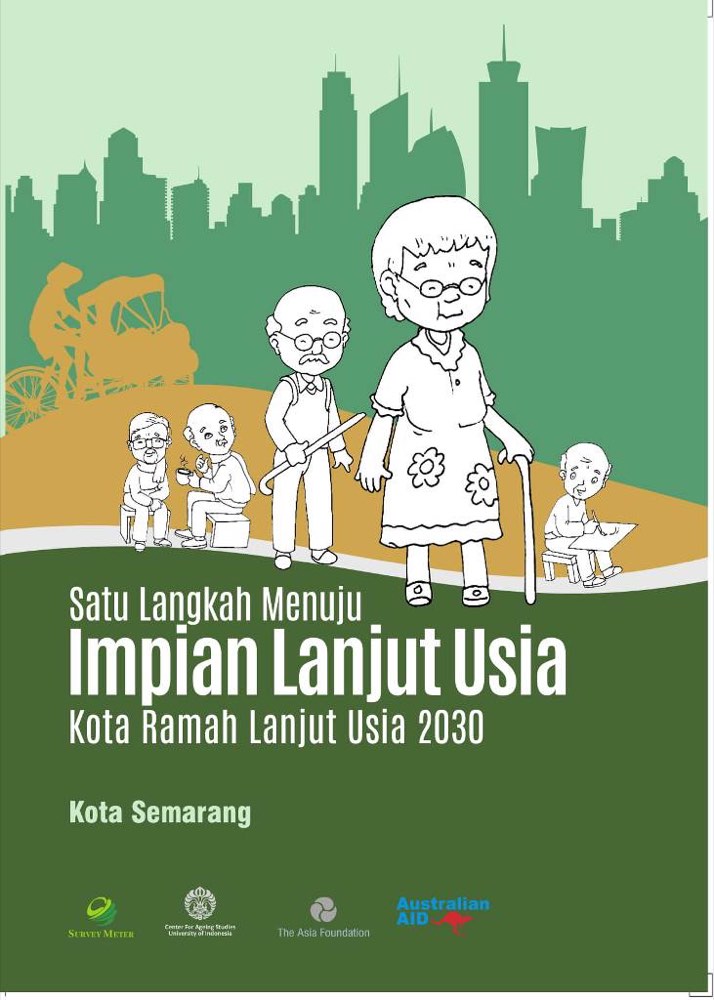 Satu Langkah Menuju
Impian Lanjut Usia
Kota Ramah Lanjut Usia 2030
Kota Semarang
SURVEY METER
Center For Ageing Studies
University of Indonesia
The Asia Foundation
Australian
AID